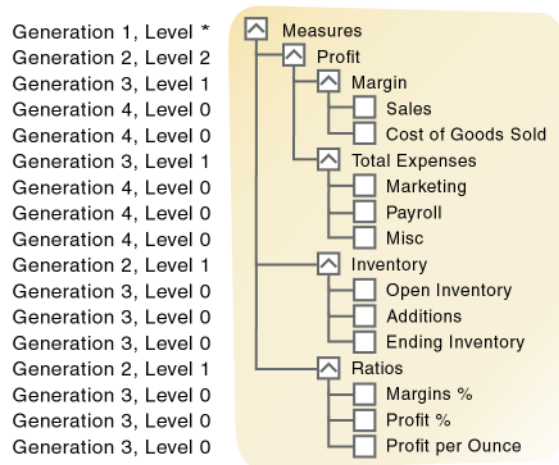 Generation 1, Level * Measures
Generation 2, Level 2 Profit
Generation 3, Level 1 Margin
Generation 4, Level 0 Sales
Generation 4, Level 0 Cost of Goods Sold
Generation 3, Level 1 Total Expenses
Generation 4, Level 0 Marketing
Generation 4, Level 0 Payroll
Generation 4, Level 0 Misc
Generation 2, Level 1 Inventory
Generation 3, Level 0 Open Inventory
Generation 3, Level 0 Additions
Generation 3, Level 0 Ending Inventory
Generation 2, Level 1 Ratios
Generation 3, Level 0 Margins %
Generation 3, Level 0 Profit %
Generation 3, Level 0 Profit per Ounce